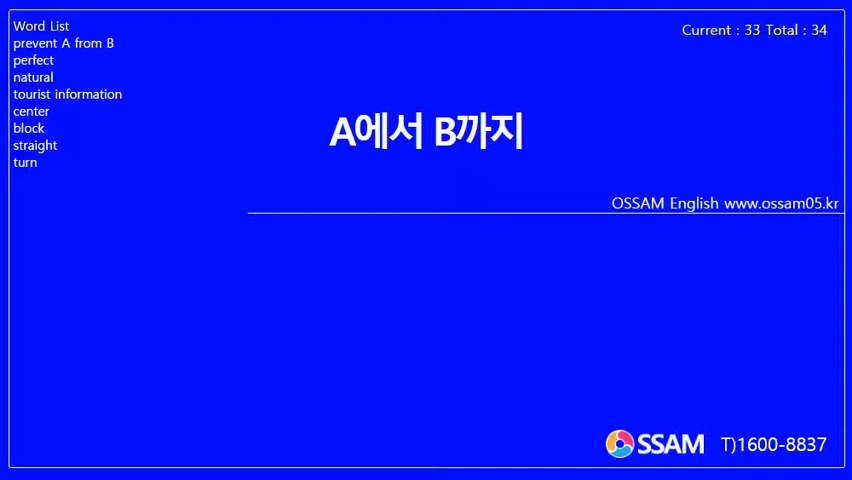 Word List
prevent A from B
perfect
natural
tourist information
center
block
straight
turn
Current : 33 Total : 34
A에서 B까지
OSSAM English www.ossam05.kr
OSSAM T)1600-8837